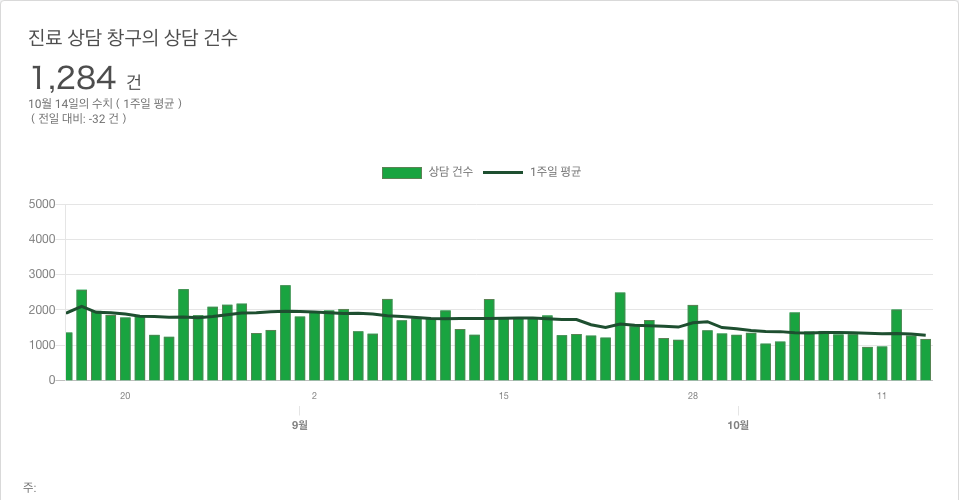 진료 상담 창구의 상담 건수
1,284 건
10월 14일의 수치 ( 1주일 평균 )
( 전일 대비: -32 건 )
상담 건수 1주일 평균
5000
4000
3000
2000
1000
0
20 2 15 28 11
9월 10월
주: